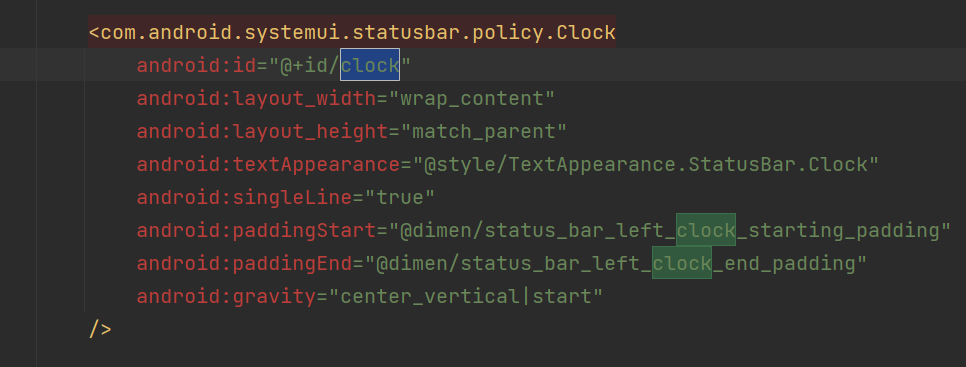 <com.android.systemui.statusbar.policy.Clock
android:id="@+id/clock"
android:layout_width="wrap_content"
android:layout_height="match_parent"
android:textAppearance="@style/TextAppearance.StatusBar.Clock"
android:singleLine="true"
android:paddingStart="@dimen/status_bar_left_clock_starting_padding"
android:paddingEnd="@dimen/status_bar_left_clock_end_padding"
android:gravity="center_vertical|start"
/>